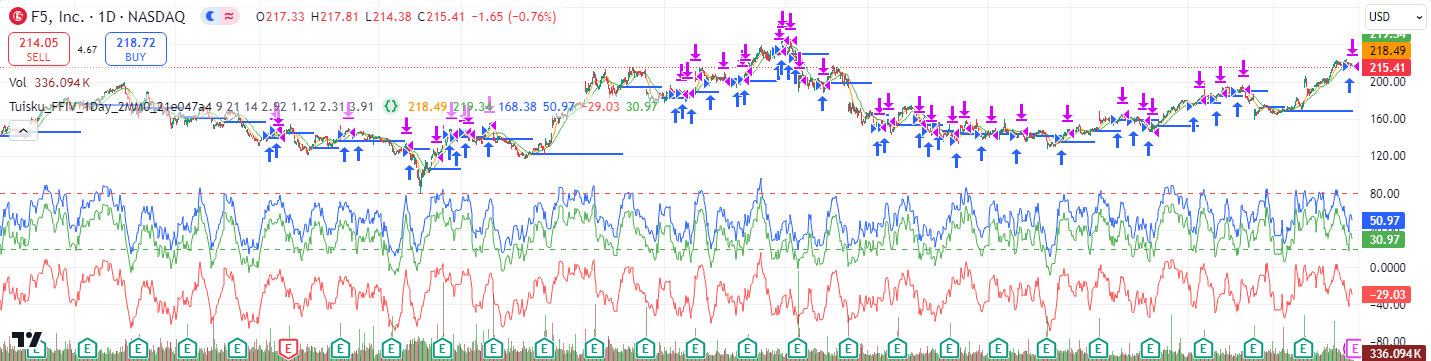 F5, Inc. · 1D · NASDAQ O217.33 H217.81 L214.38 C215.41 −1.65 (−0.76%)
USD
214.05 SELL 4.67 218.72 BUY
219.34
218.49
215.41
Vol 336.094 K
200.00
Tuisku_FFIV_1Day_2MM0_21e047a4 9 21 14 2.92 1.12 2.31 3.91 {} 218.49 219.34 168.38 50.97 −29.03 30.97
160.00
120.00
80.00
50.97
30.97
0.0000
−29.03
−40.00
−80.00
E E E E E E E E E E E E E E E E E E E E E E E E E E E
336.094 K